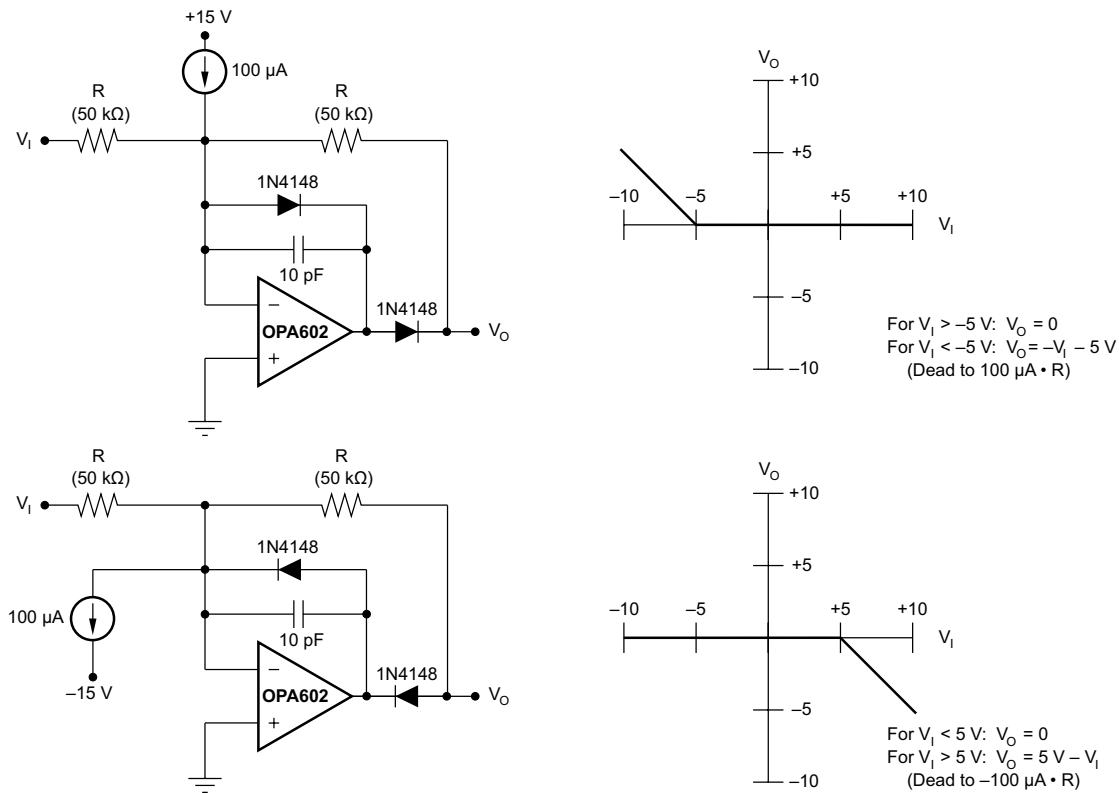 +15 V
100 µA
R
(50 kΩ)
R
(50 kΩ)
V_I
1N4148
10 pF
–
OPA602
+
1N4148
V_O
V_O
+10
+5
–10
–5
+5
+10
V_I
–5
–10
For V_I > –5 V: V_O = 0
For V_I < –5 V: V_O = –V_I – 5 V
(Dead to 100 µA • R)
R
(50 kΩ)
R
(50 kΩ)
V_I
1N4148
100 µA
10 pF
–15 V
–
OPA602
+
1N4148
V_O
V_O
+10
+5
–10
–5
+5
+10
V_I
–5
–10
For V_I < 5 V: V_O = 0
For V_I > 5 V: V_O = 5 V – V_I
(Dead to –100 µA • R)